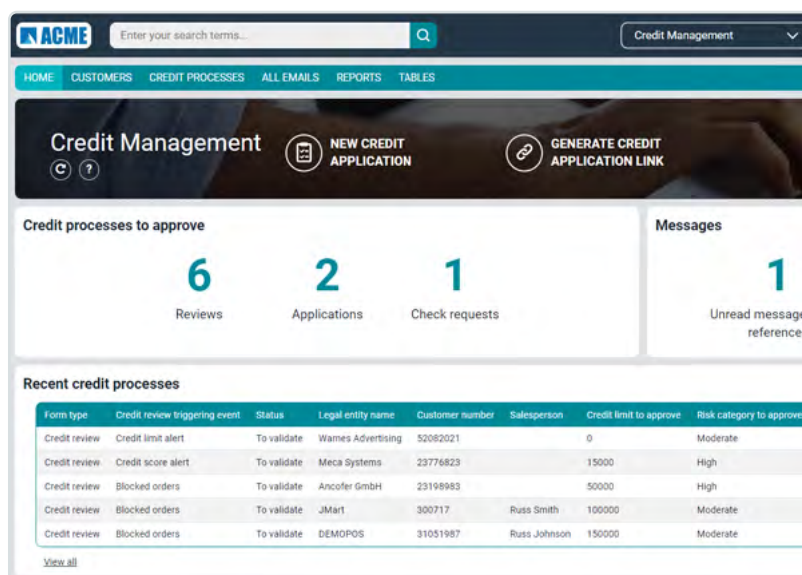 ACME
Enter your search terms...
Credit Management
HOME CUSTOMERS CREDIT PROCESSES ALL EMAILS REPORTS TABLES
Credit Management
?
NEW CREDIT
APPLICATION
GENERATE CREDIT
APPLICATION LINK
Credit processes to approve
6
Reviews
2
Applications
1
Check requests
Messages
1
Unread message
reference
Recent credit processes
Form type Credit review triggering event Status Legal entity name Customer number Salesperson Credit limit to approve Risk category to approve
Credit review Credit limit alert To validate Warnes Advertising 52082021 0 Moderate
Credit review Credit score alert To validate Meca Systems 23776823 15000 High
Credit review Blocked orders To validate Ancofer GmbH 23198983 50000 High
Credit review Blocked orders To validate JMart 300717 Russ Smith 100000 Moderate
Credit review Blocked orders To validate DEMOPOS 31051987 Russ Johnson 150000 Moderate
View all